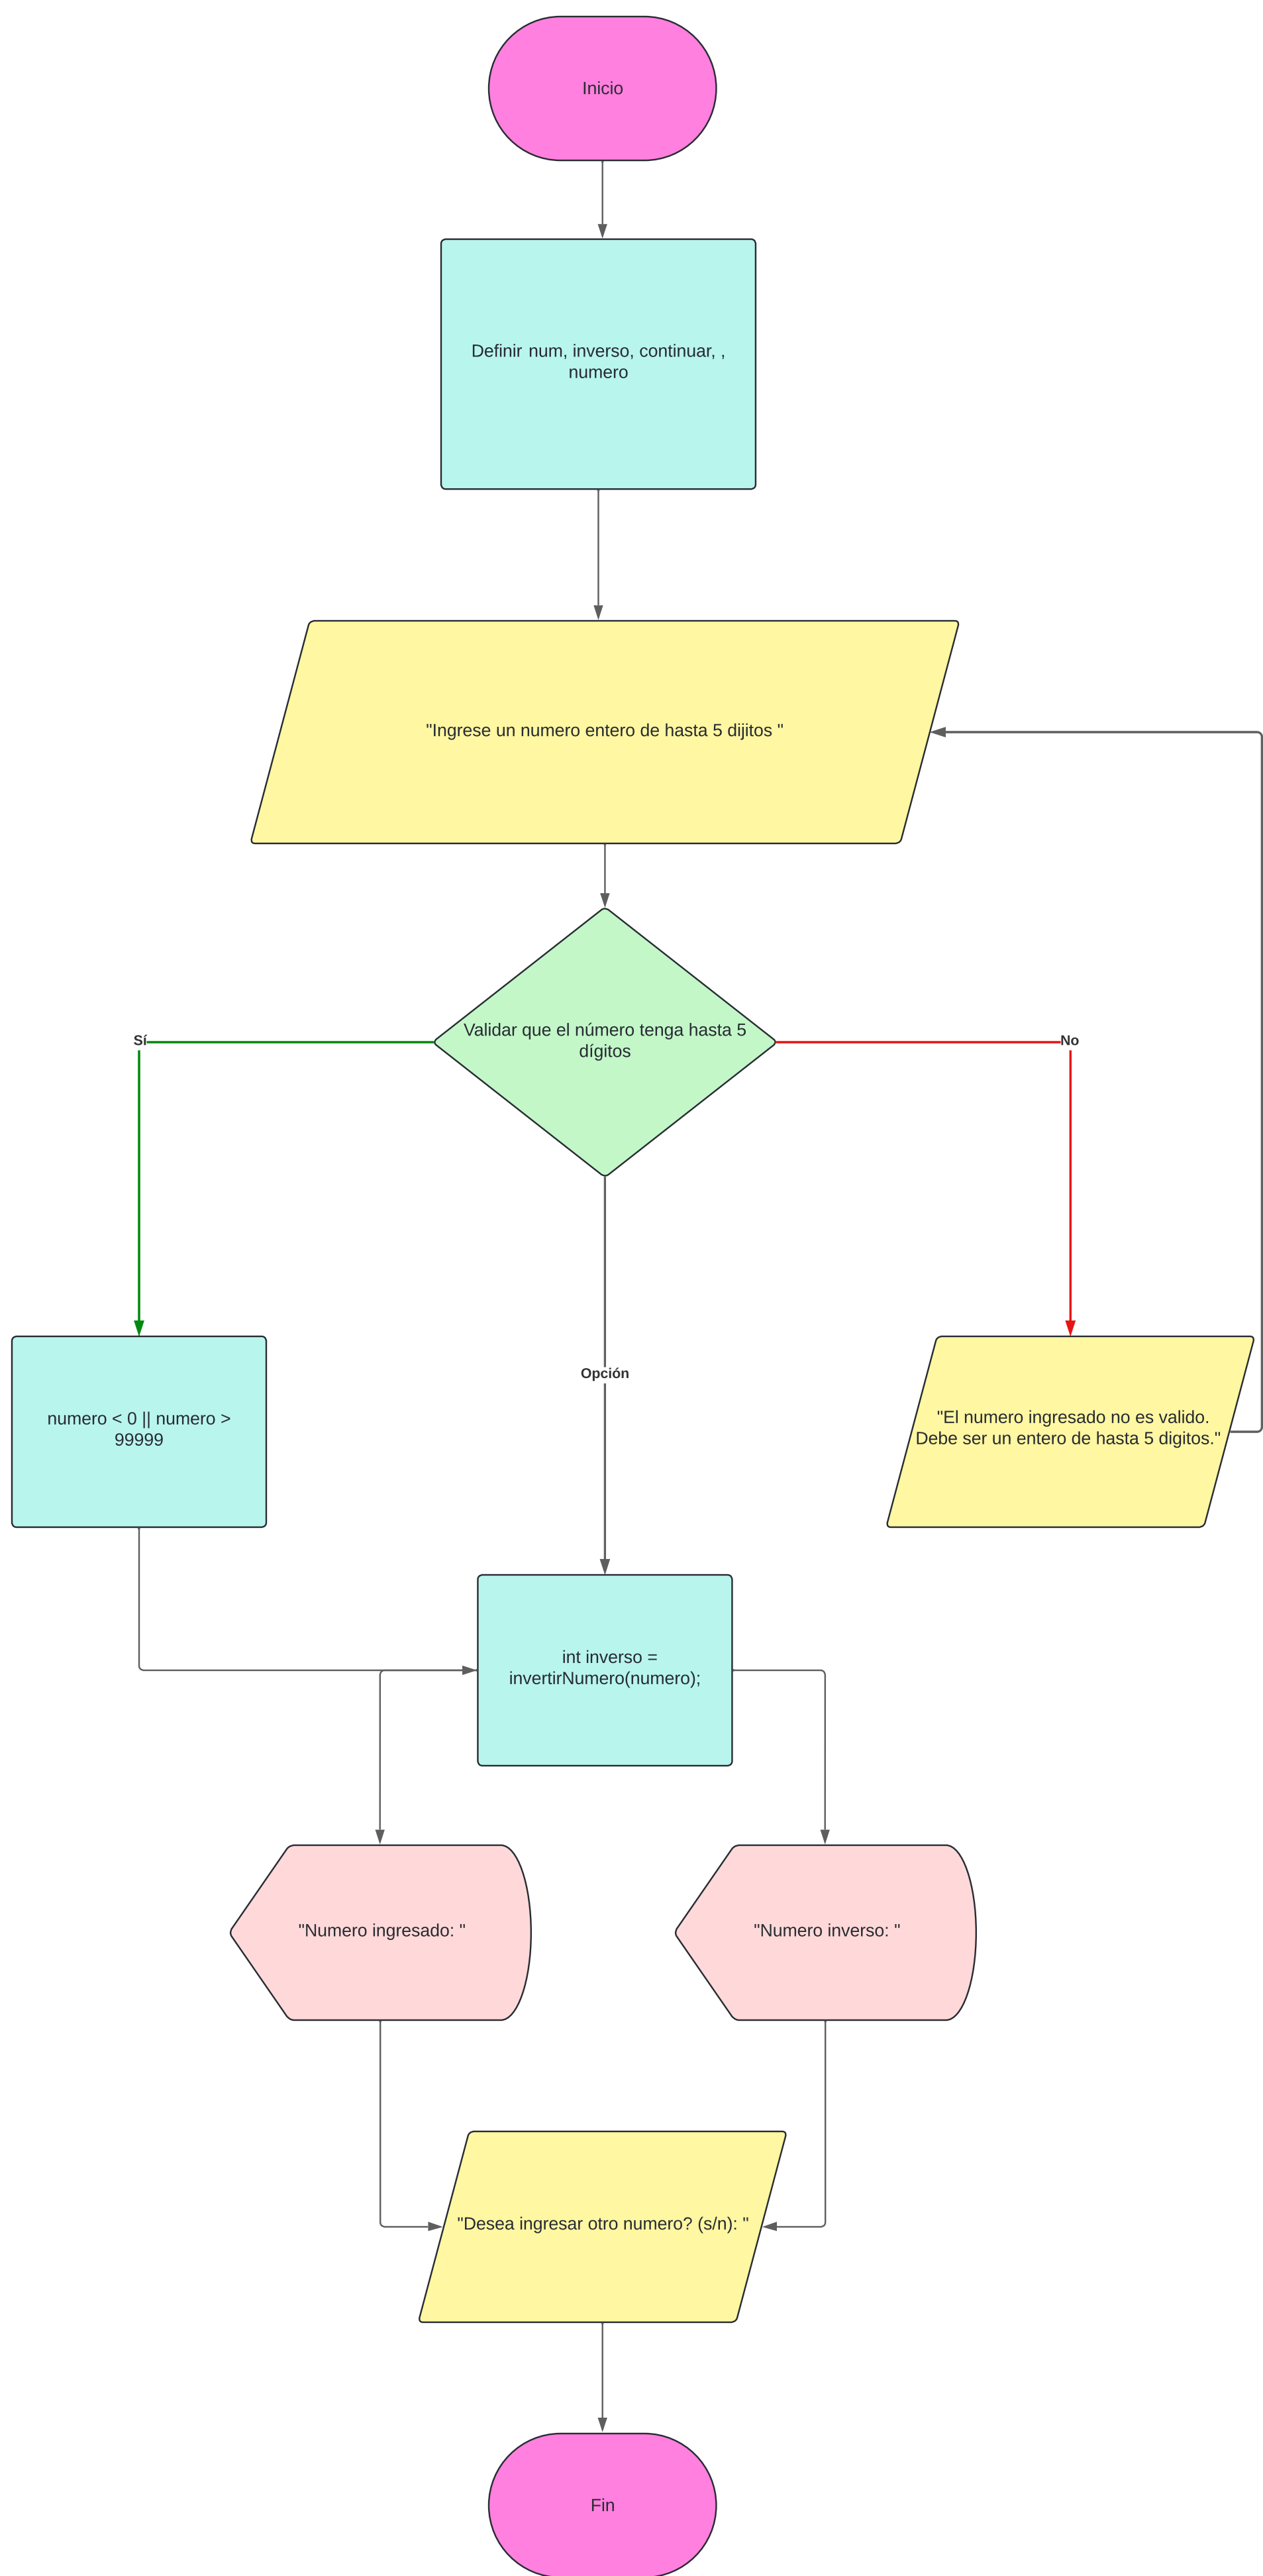 Inicio
Definir num, inverso, continuar, ,
numero
"Ingrese un numero entero de hasta 5 dijitos "
Validar que el número tenga hasta 5
dígitos
Sí
No
Opción
numero < 0 || numero >
99999
"El numero ingresado no es valido.
Debe ser un entero de hasta 5 digitos."
int inverso =
invertirNumero(numero);
"Numero ingresado: "
"Numero inverso: "
"Desea ingresar otro numero? (s/n): "
Fin